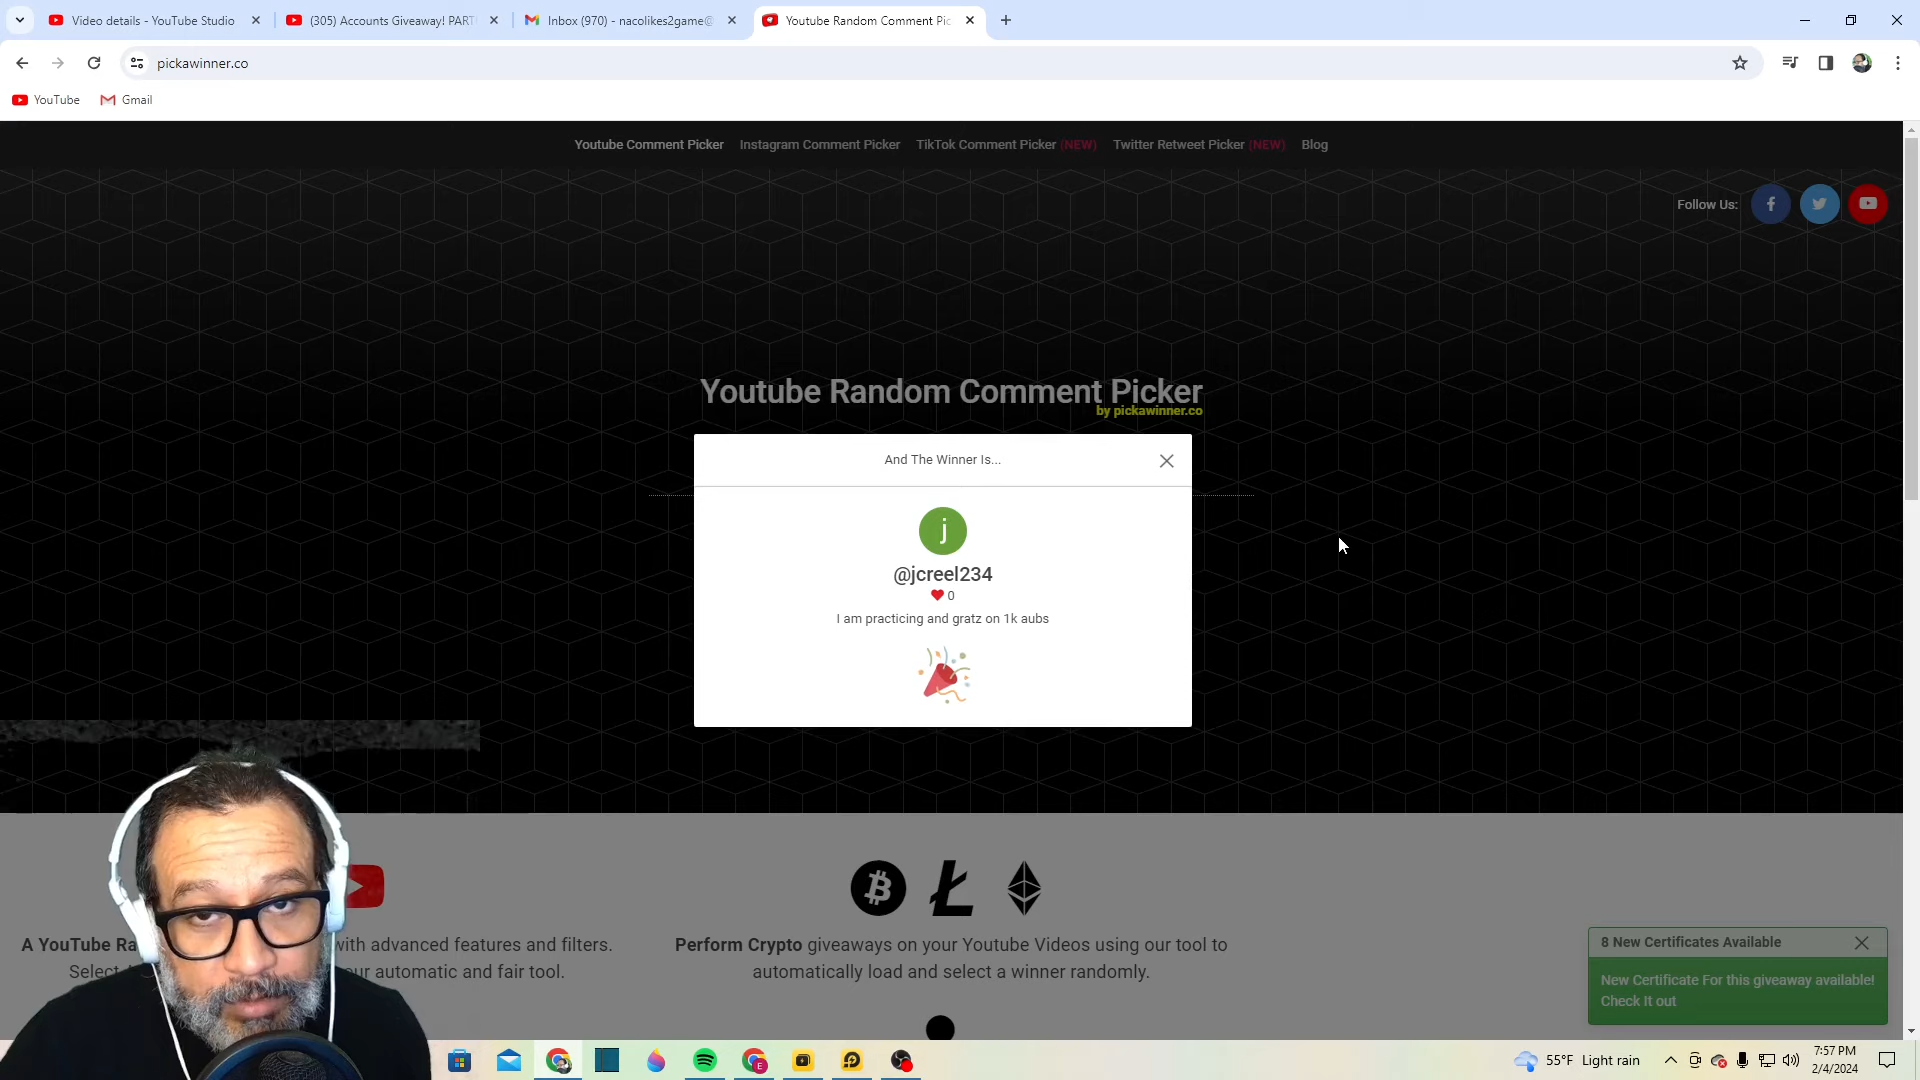 Video details - YouTube Studio
(305) Accounts Giveaway! PART
Inbox (970) - nacolikes2game@
Youtube Random Comment Pic
pickawinner.co
YouTube
Gmail
Youtube Comment Picker
Instagram Comment Picker
TikTok Comment Picker (NEW)
Twitter Retweet Picker (NEW)
Blog
Follow Us:
Youtube Random Comment Picker
by pickawinner.co
And The Winner Is...
j
@jcreel234
0
I am practicing and gratz on 1k aubs
A YouTube Ra
with advanced features and filters.
Select
our automatic and fair tool.
Perform Crypto giveaways on your Youtube Videos using our tool to
automatically load and select a winner randomly.
8 New Certificates Available
New Certificate For this giveaway available!
Check It out
55°F Light rain
7:57 PM
2/4/2024